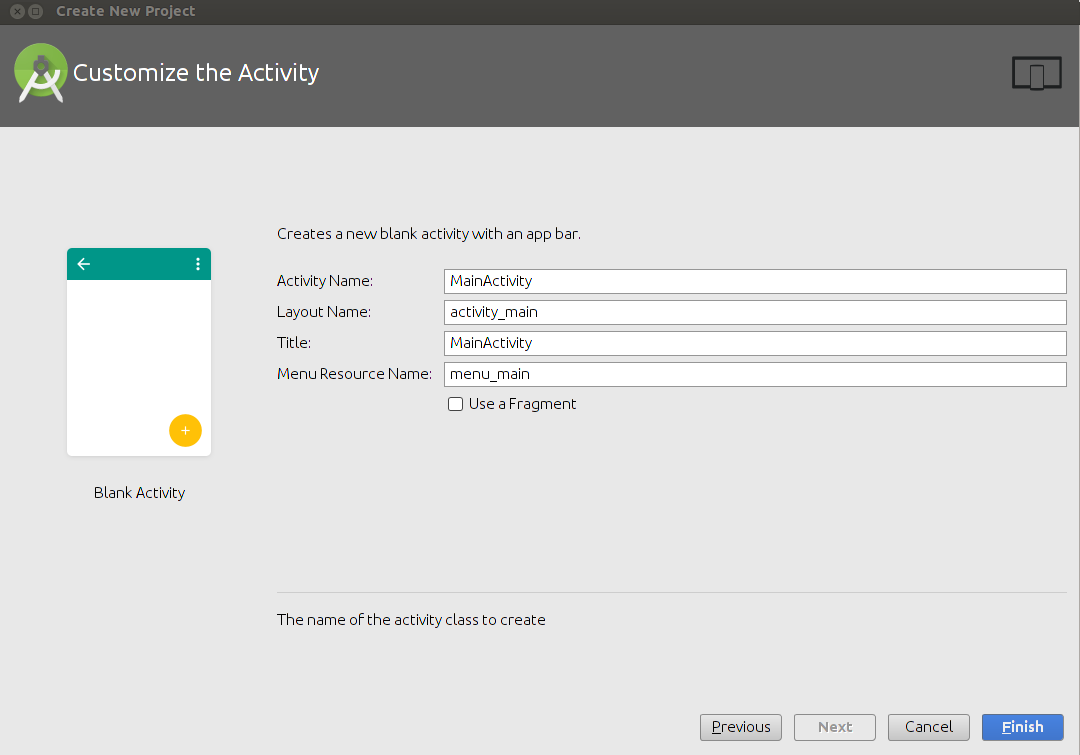 Create New Project
Customize the Activity
Creates a new blank activity with an app bar.
Activity Name: MainActivity
Layout Name: activity_main
Title: MainActivity
Menu Resource Name: menu_main
Use a Fragment
Blank Activity
The name of the activity class to create
Previous Next Cancel Finish